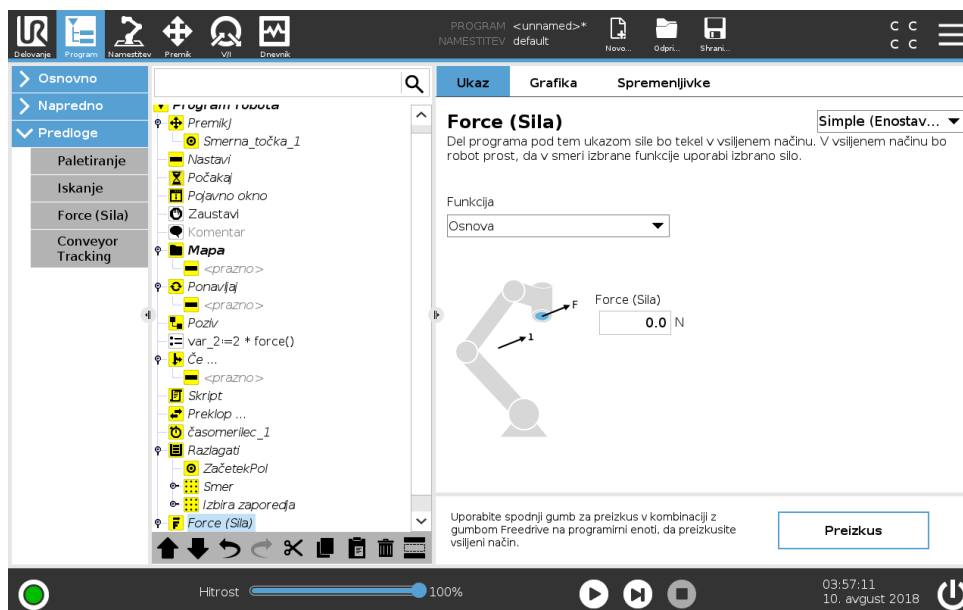 Delovanje
Program
Namestitev
Premik
V/I
Dnevnik
PROGRAM <unnamed>*
NAMESTITEV default
Novo...
Odpri...
Shrani...
C C
C C
Osnovno
Napredno
Predloge
Paletiranje
Iskanje
Force (Sila)
Conveyor
Tracking
Program robota
PremikJ
Smerna_točka_1
Nastavi
Počakaj
Pojavno okno
Zaustavi
Komentar
Mapa
<prazno>
Ponavljaj
<prazno>
Poziv
var_2:=2 * force()
Če ...
<prazno>
Skript
Preklop ...
časomerilec_1
Razlagati
ZačetekPol
Smer
Izbira zaporedja
Force (Sila)
Ukaz
Grafika
Spremenljivke
Force (Sila)
Simple (Enostav...
Del programa pod tem ukazom sile bo tekel v vsiljenem načinu. V vsiljenem načinu bo
robot prost, da v smeri izbrane funkcije uporabi izbrano silo.
Funkcija
Osnova
F
1
Force (Sila)
0.0 N
Uporabite spodnji gumb za preizkus v kombinaciji z
gumbom Freedrive na programirni enoti, da preizkusite
vsiljeni način.
Preizkus
Hitrost
100%
03:57:11
10. avgust 2018